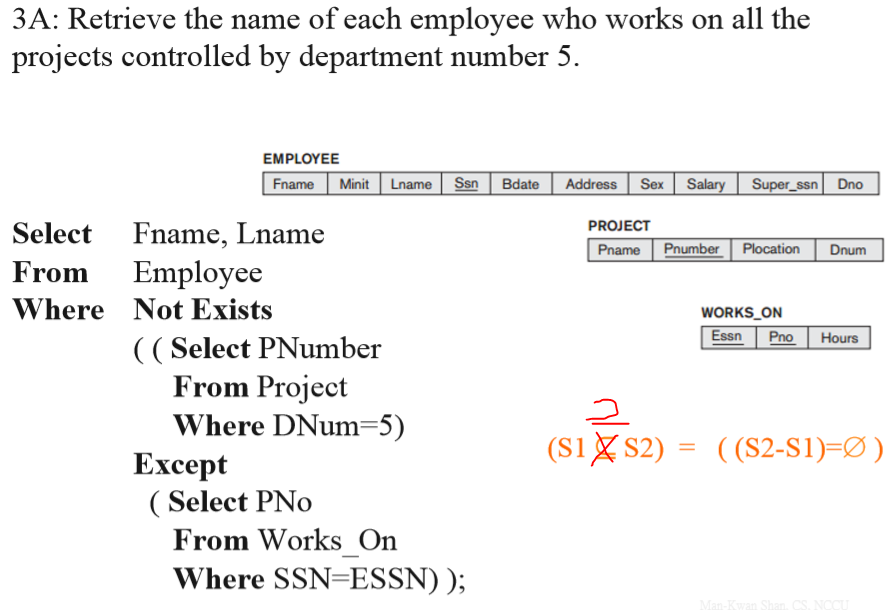 3A: Retrieve the name of each employee who works on all the
projects controlled by department number 5.
EMPLOYEE
Fname Minit Lname Ssn Bdate Address Sex Salary Super_ssn Dno
Select Fname, Lname
From Employee
Where Not Exists
( ( Select PNumber
From Project
Where DNum=5)
Except
( Select PNo
From Works_On
Where SSN=ESSN) );
PROJECT
Pname Pnumber Plocation Dnum
WORKS_ON
Essn Pno Hours
⊇
(S1 ⊆ S2) = ( (S2-S1)=∅ )
Man-Kwan Shan, CS, NCCU